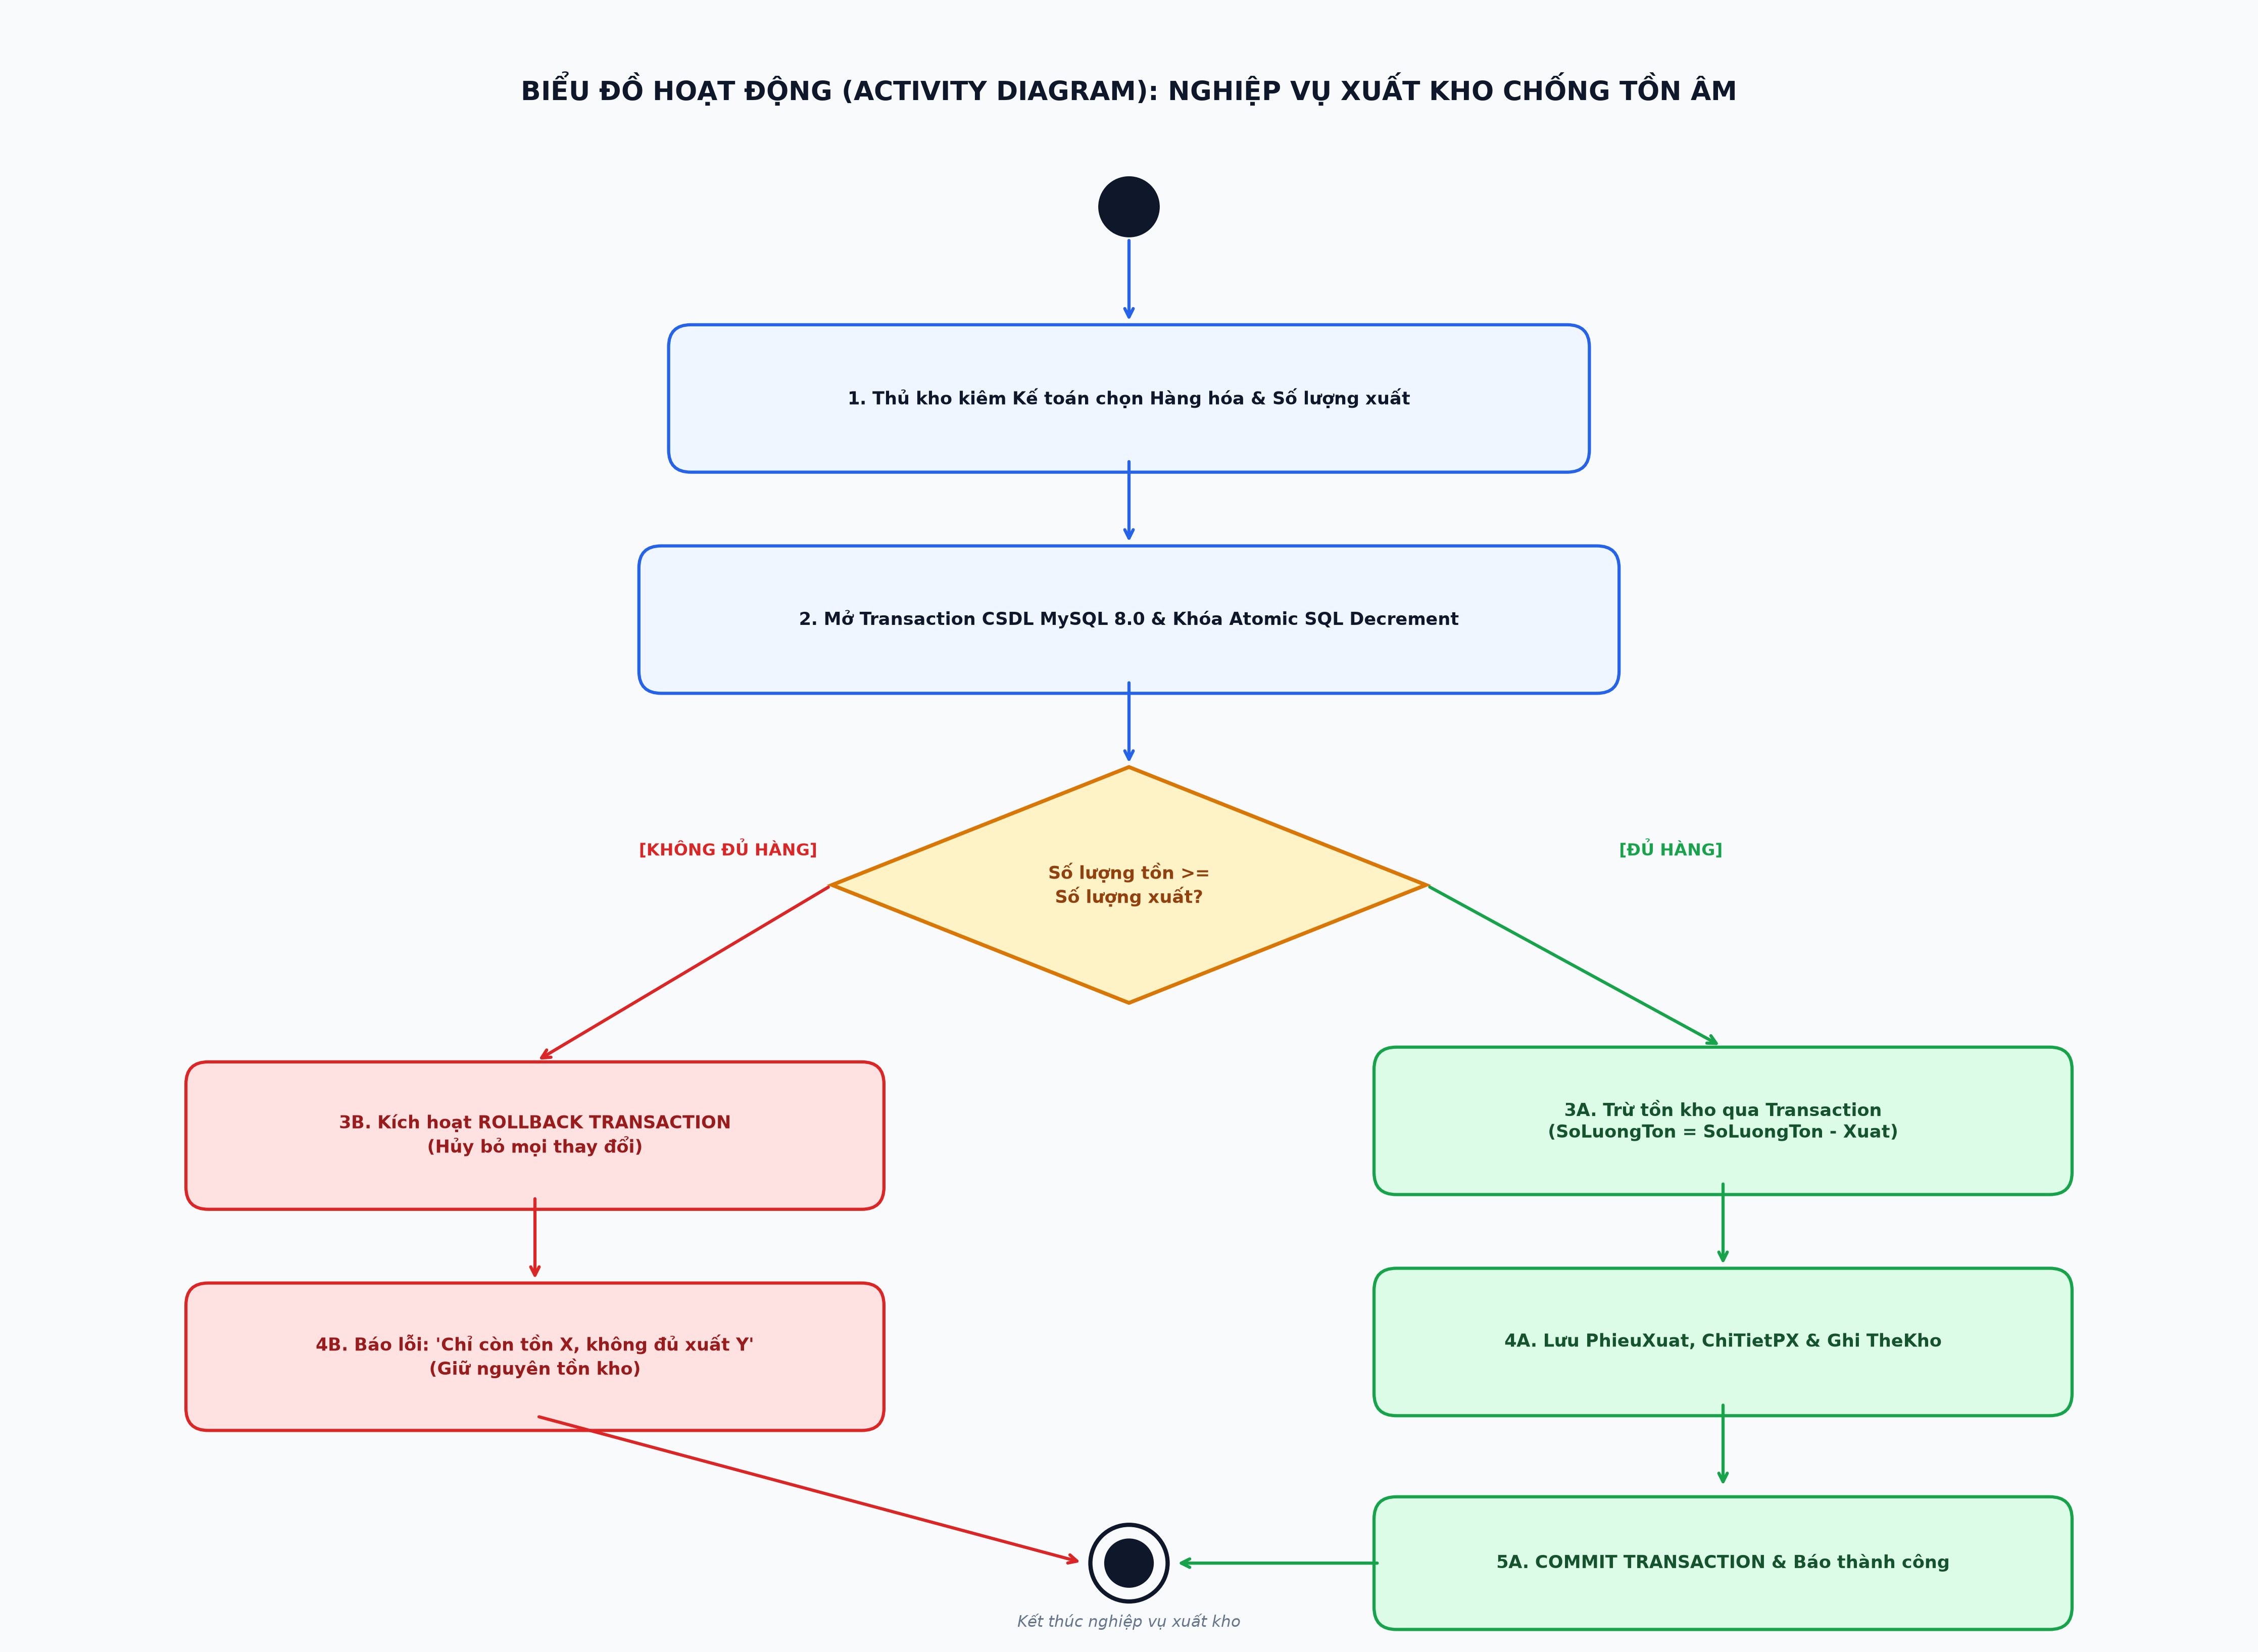 BIỂU ĐỒ HOẠT ĐỘNG (ACTIVITY DIAGRAM): NGHIỆP VỤ XUẤT KHO CHỐNG TỒN ÂM
1. Thủ kho kiêm Kế toán chọn Hàng hóa & Số lượng xuất
2. Mở Transaction CSDL MySQL 8.0 & Khóa Atomic SQL Decrement
[KHÔNG ĐỦ HÀNG]
[ĐỦ HÀNG]
Số lượng tồn >=
Số lượng xuất?
3B. Kích hoạt ROLLBACK TRANSACTION
(Hủy bỏ mọi thay đổi)
3A. Trừ tồn kho qua Transaction
(SoLuongTon = SoLuongTon - Xuat)
4B. Báo lỗi: 'Chỉ còn tồn X, không đủ xuất Y'
(Giữ nguyên tồn kho)
4A. Lưu PhieuXuat, ChiTietPX & Ghi TheKho
5A. COMMIT TRANSACTION & Báo thành công
Kết thúc nghiệp vụ xuất kho